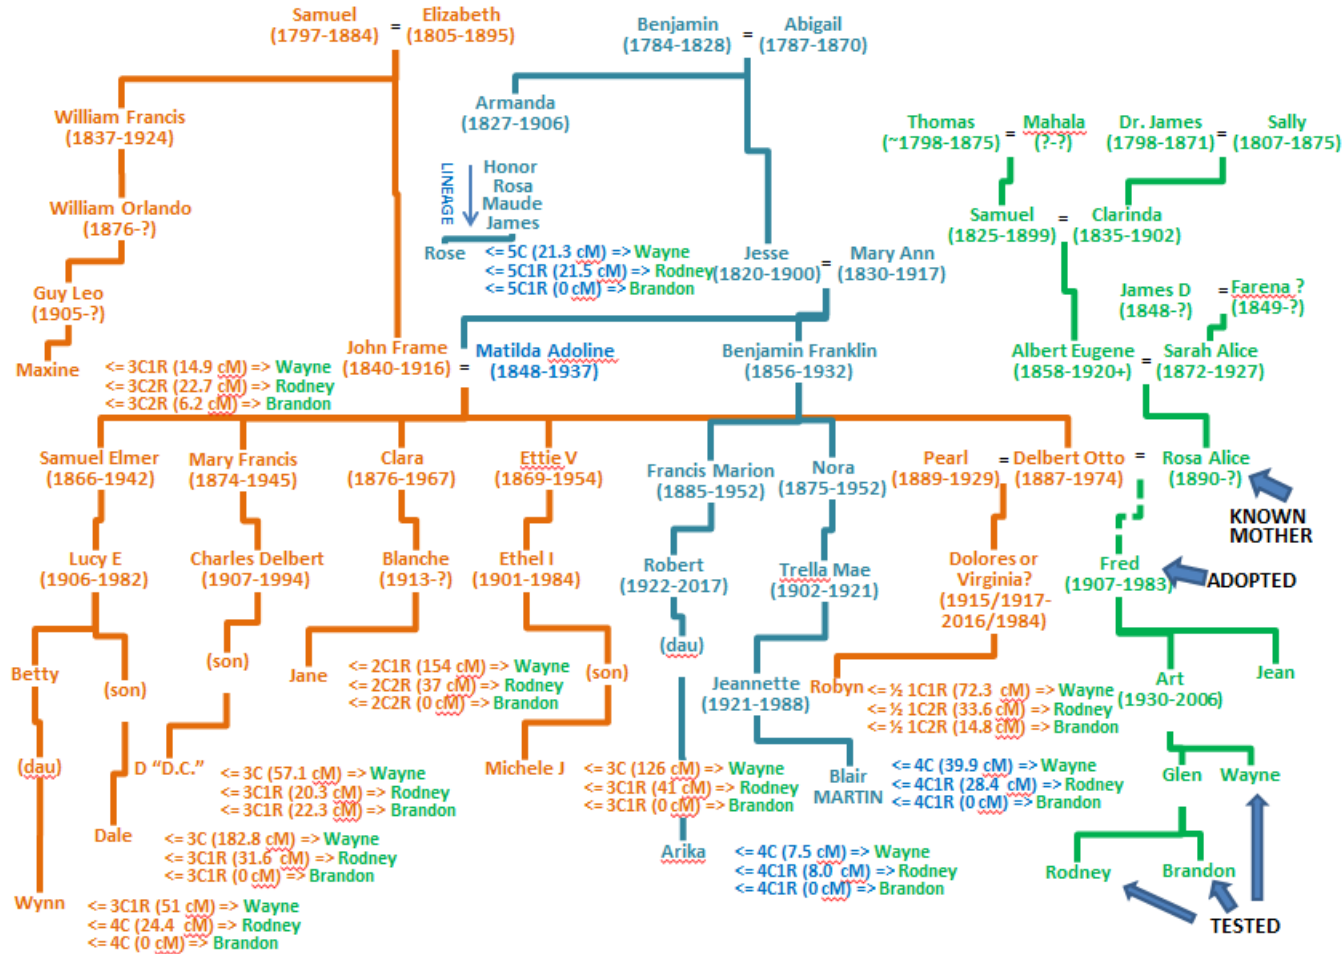 Samuel = Elizabeth
(1797-1884) (1805-1895)
Benjamin = Abigail
(1784-1828) (1787-1870)
William Francis
(1837-1924)
Armanda
(1827-1906)
Thomas = Mahala
(~1798-1875) (?-?)
Dr. James = Sally
(1798-1871) (1807-1875)
LINEAGE
Honor
Rosa
Maude
James
Rose
<= 5C (21.3 cM) => Wayne
<= 5C1R (21.5 cM) => Rodney
<= 5C1R (0 cM) => Brandon
William Orlando
(1876-?)
Samuel = Clarinda
(1825-1899) (1835-1902)
Jesse = Mary Ann
(1820-1900) (1830-1917)
Guy Leo
(1905-?)
James D = Farena ?
(1848-?) (1849-?)
Maxine
<= 3C1R (14.9 cM) => Wayne
<= 3C2R (22.7 cM) => Rodney
<= 3C2R (6.2 cM) => Brandon
John Frame = Matilda Adoline
(1840-1916) (1848-1937)
Benjamin Franklin
(1856-1932)
Albert Eugene = Sarah Alice
(1858-1920+) (1872-1927)
Samuel Elmer
(1866-1942)
Mary Francis
(1874-1945)
Clara
(1876-1967)
Ettie V
(1869-1954)
Francis Marion
(1885-1952)
Nora
(1875-1952)
Pearl = Delbert Otto = Rosa Alice
(1889-1929) (1887-1974) (1890-?)
KNOWN
MOTHER
Lucy E
(1906-1982)
Charles Delbert
(1907-1994)
Blanche
(1913-?)
Ethel I
(1901-1984)
Robert
(1922-2017)
Trella Mae
(1902-1921)
Dolores or
Virginia?
(1915/1917-
2016/1984)
Fred
(1907-1983)
ADOPTED
Betty
(son)
(son)
Jane
<= 2C1R (154 cM) => Wayne
<= 2C2R (37 cM) => Rodney
<= 2C2R (0 cM) => Brandon
(son)
(dau)
Jeannette
(1921-1988)
Robyn
<= ½ 1C1R (72.3 cM) => Wayne
<= ½ 1C2R (33.6 cM) => Rodney
<= ½ 1C2R (14.8 cM) => Brandon
Art
(1930-2006)
Jean
(dau)
D "D.C."
<= 3C (57.1 cM) => Wayne
<= 3C1R (20.3 cM) => Rodney
<= 3C1R (22.3 cM) => Brandon
Michele J
<= 3C (126 cM) => Wayne
<= 3C1R (41 cM) => Rodney
<= 3C1R (0 cM) => Brandon
Blair
MARTIN
<= 4C (39.9 cM) => Wayne
<= 4C1R (28.4 cM) => Rodney
<= 4C1R (0 cM) => Brandon
Glen
Wayne
Dale
<= 3C (182.8 cM) => Wayne
<= 3C1R (31.6 cM) => Rodney
<= 3C1R (0 cM) => Brandon
Arika
<= 4C (7.5 cM) => Wayne
<= 4C1R (8.0 cM) => Rodney
<= 4C1R (0 cM) => Brandon
Rodney
Brandon
Wynn
<= 3C1R (51 cM) => Wayne
<= 4C (24.4 cM) => Rodney
<= 4C (0 cM) => Brandon
TESTED